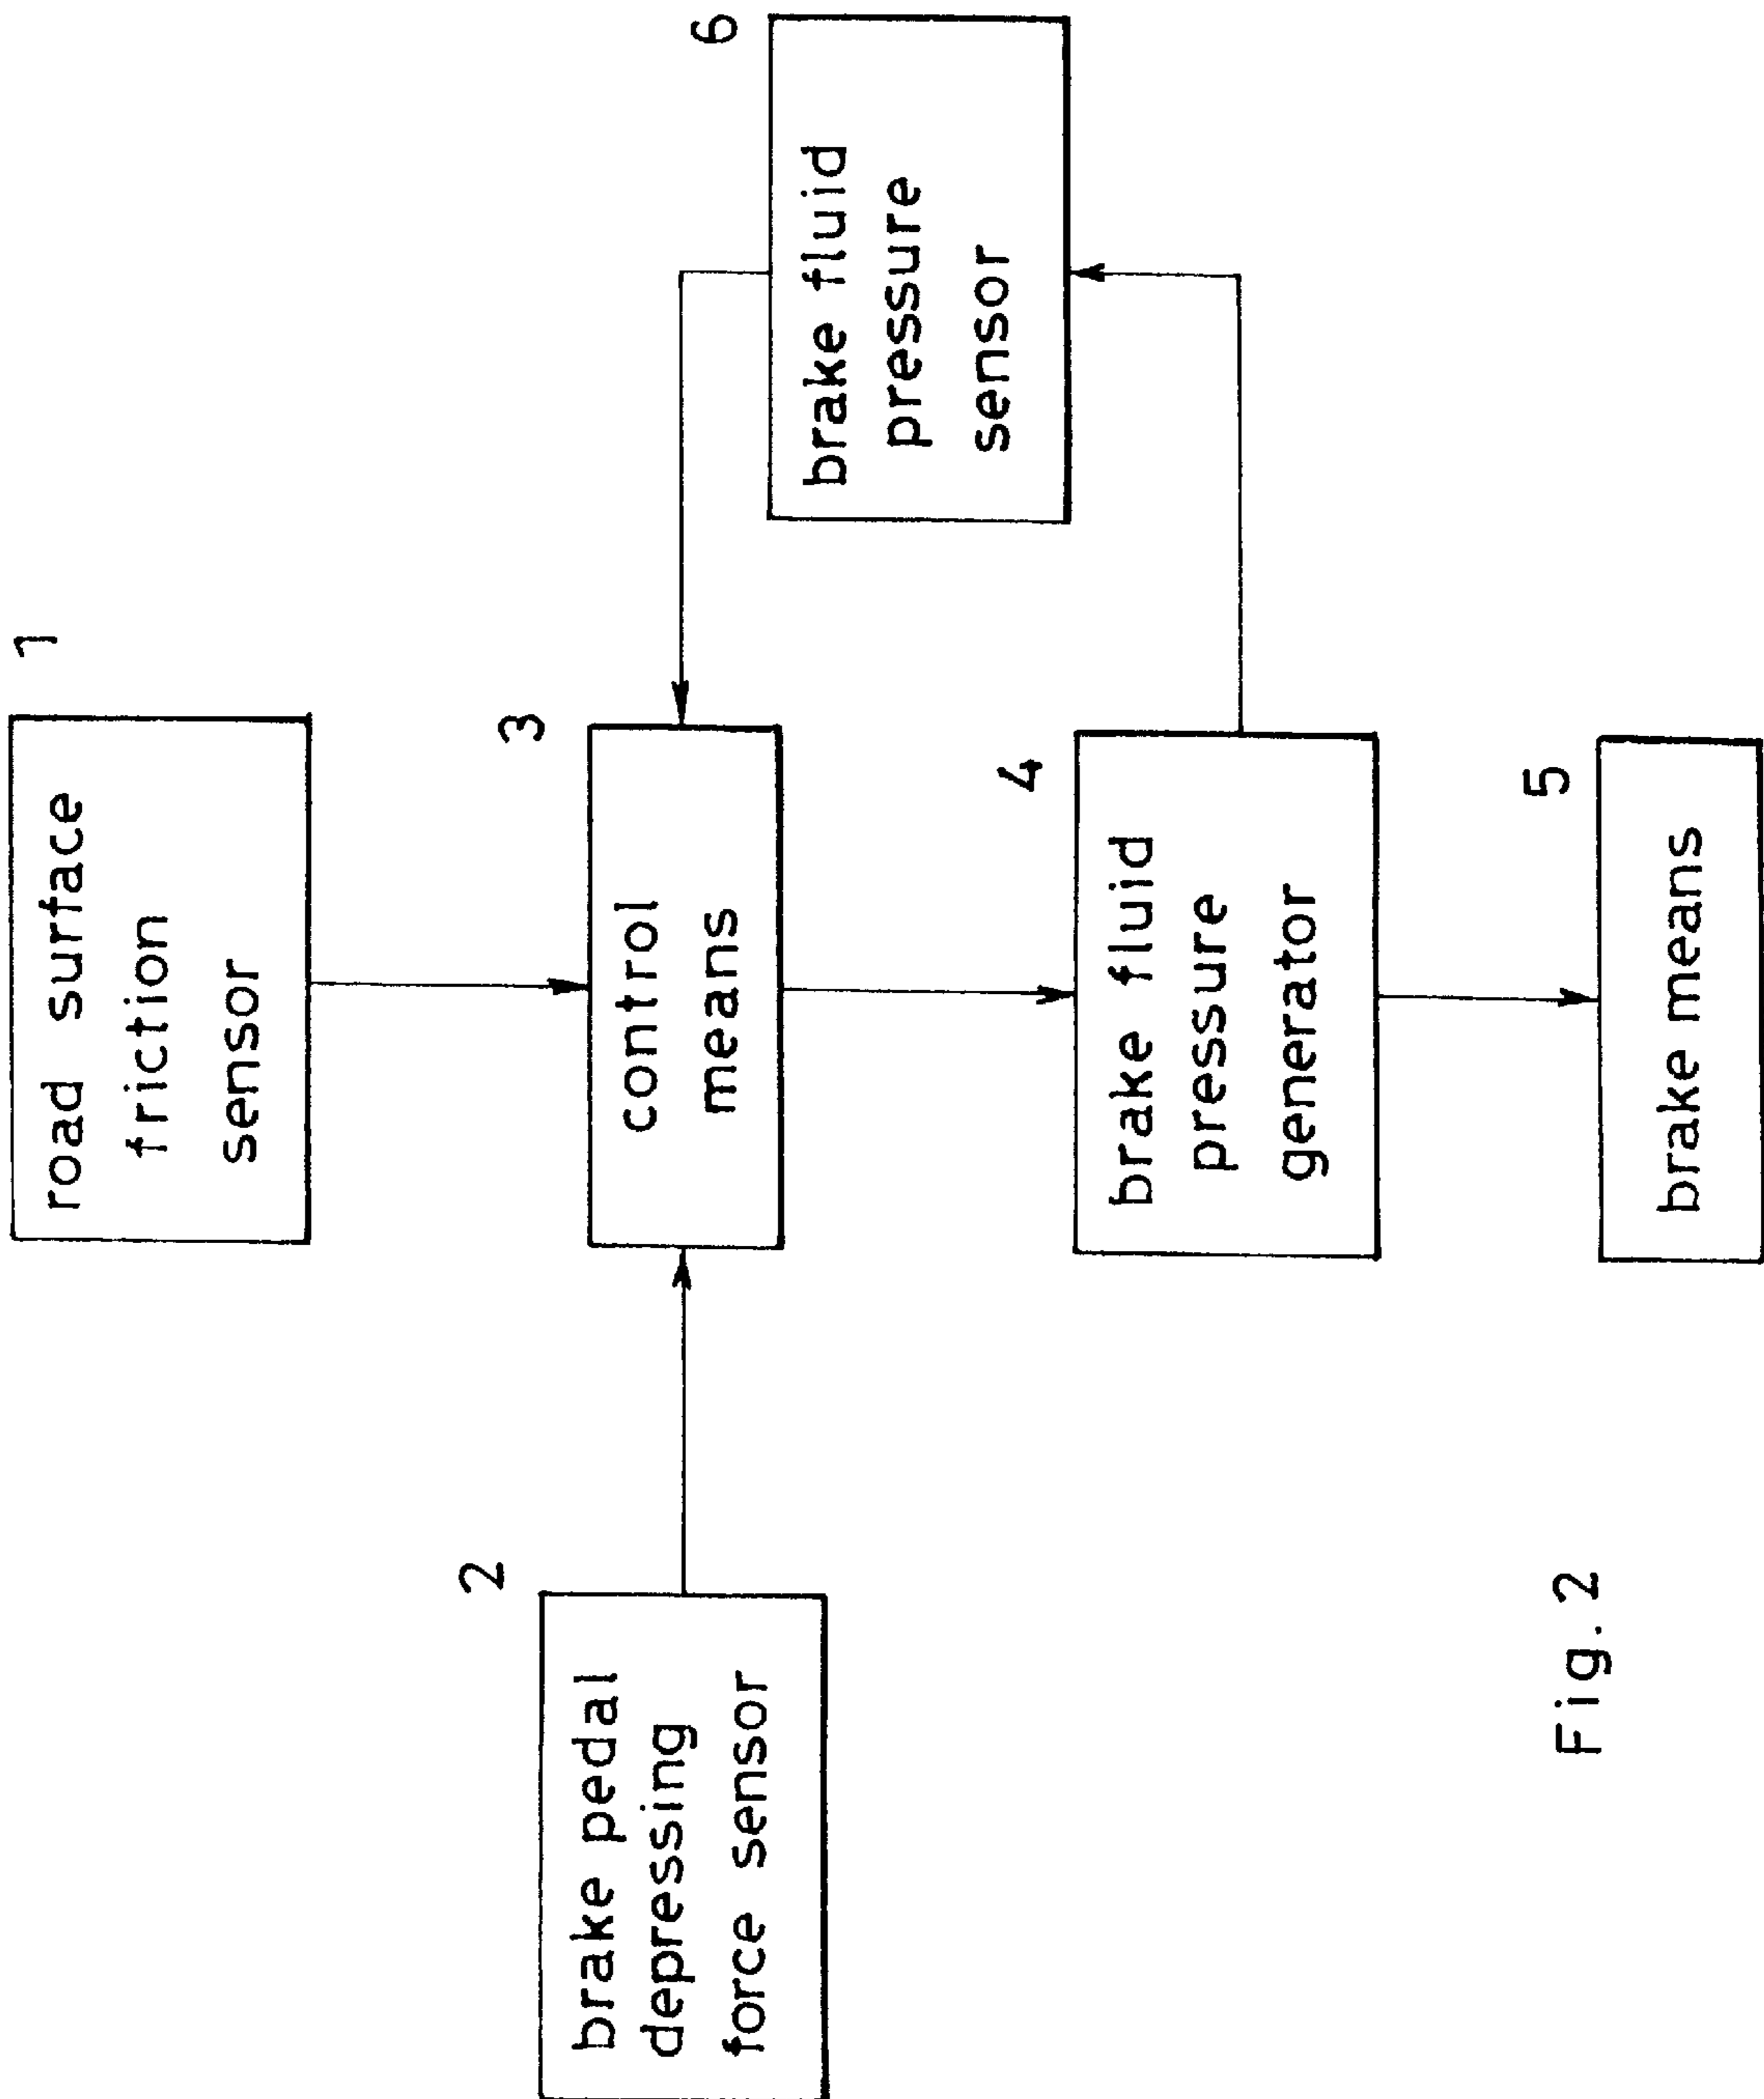 1
road surface
friction
sensor
2
brake pedal
depressing
force sensor
3
control
means
6
brake fluid
pressure
sensor
4
brake fluid
pressure
generator
5
brake means
Fig. 2